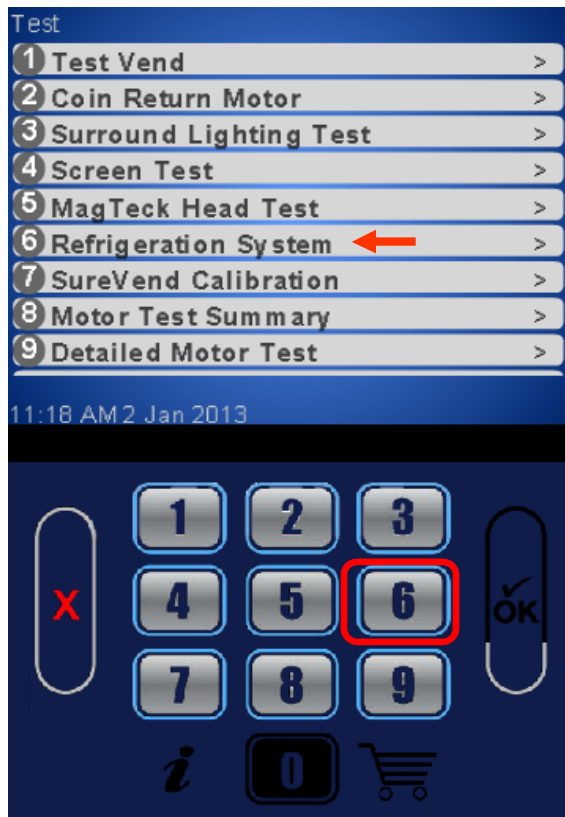 Test
1 Test Vend >
2 Coin Return Motor >
3 Surround Lighting Test >
4 Screen Test >
5 MagTeck Head Test >
6 Refrigeration System >
7 SureVend Calibration >
8 Motor Test Summary >
9 Detailed Motor Test >
11:18 AM 2 Jan 2013
1 2 3
X 4 5 6 OK
7 8 9
i 0